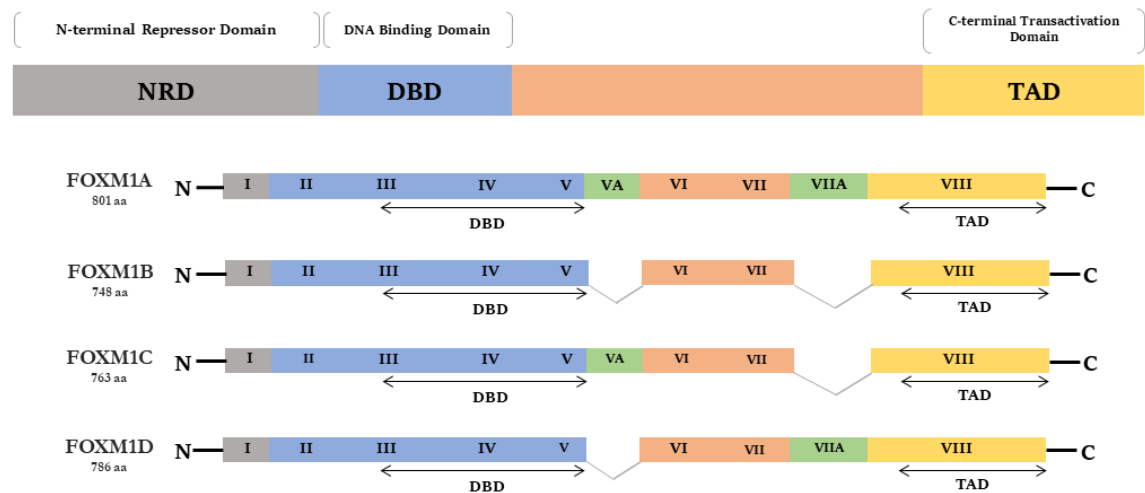 N-terminal Repressor Domain
DNA Binding Domain
C-terminal Transactivation
Domain
NRD
DBD
TAD
FOXM1A
801 aa
N
I
II
III
IV
V
VA
VI
VII
VIIA
VIII
C
DBD
TAD
FOXM1B
748 aa
N
I
II
III
IV
V
VI
VII
VIII
C
DBD
TAD
FOXM1C
763 aa
N
I
II
III
IV
V
VA
VI
VII
VIII
C
DBD
TAD
FOXM1D
786 aa
N
I
II
III
IV
V
VI
VII
VIIA
VIII
C
DBD
TAD